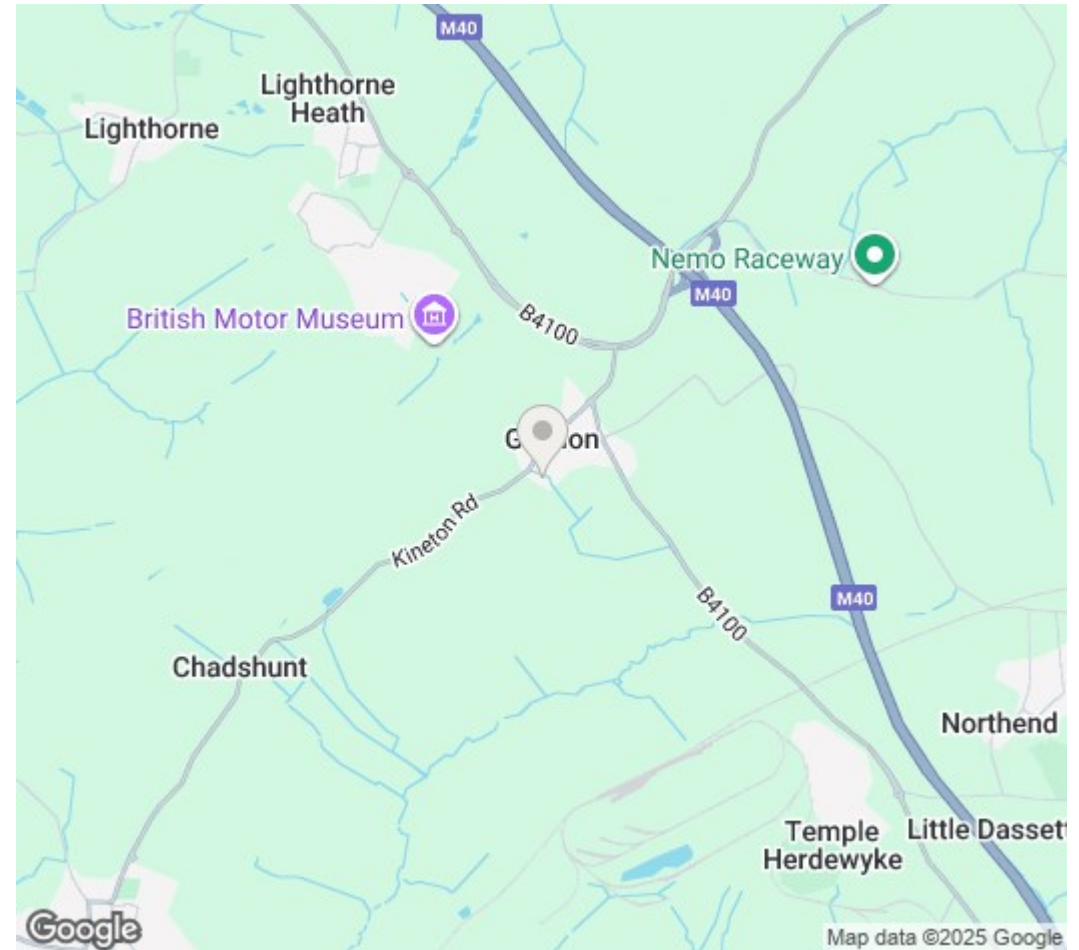 M40
Lighthorne
Heath
Lighthorne
Nemo Raceway
M40
British Motor Museum
B4100
Kineton Rd
M40
B4100
Chadshunt
Northend
Temple
Herdewyke
Little Dassett
Google
Map data ©2025 Google